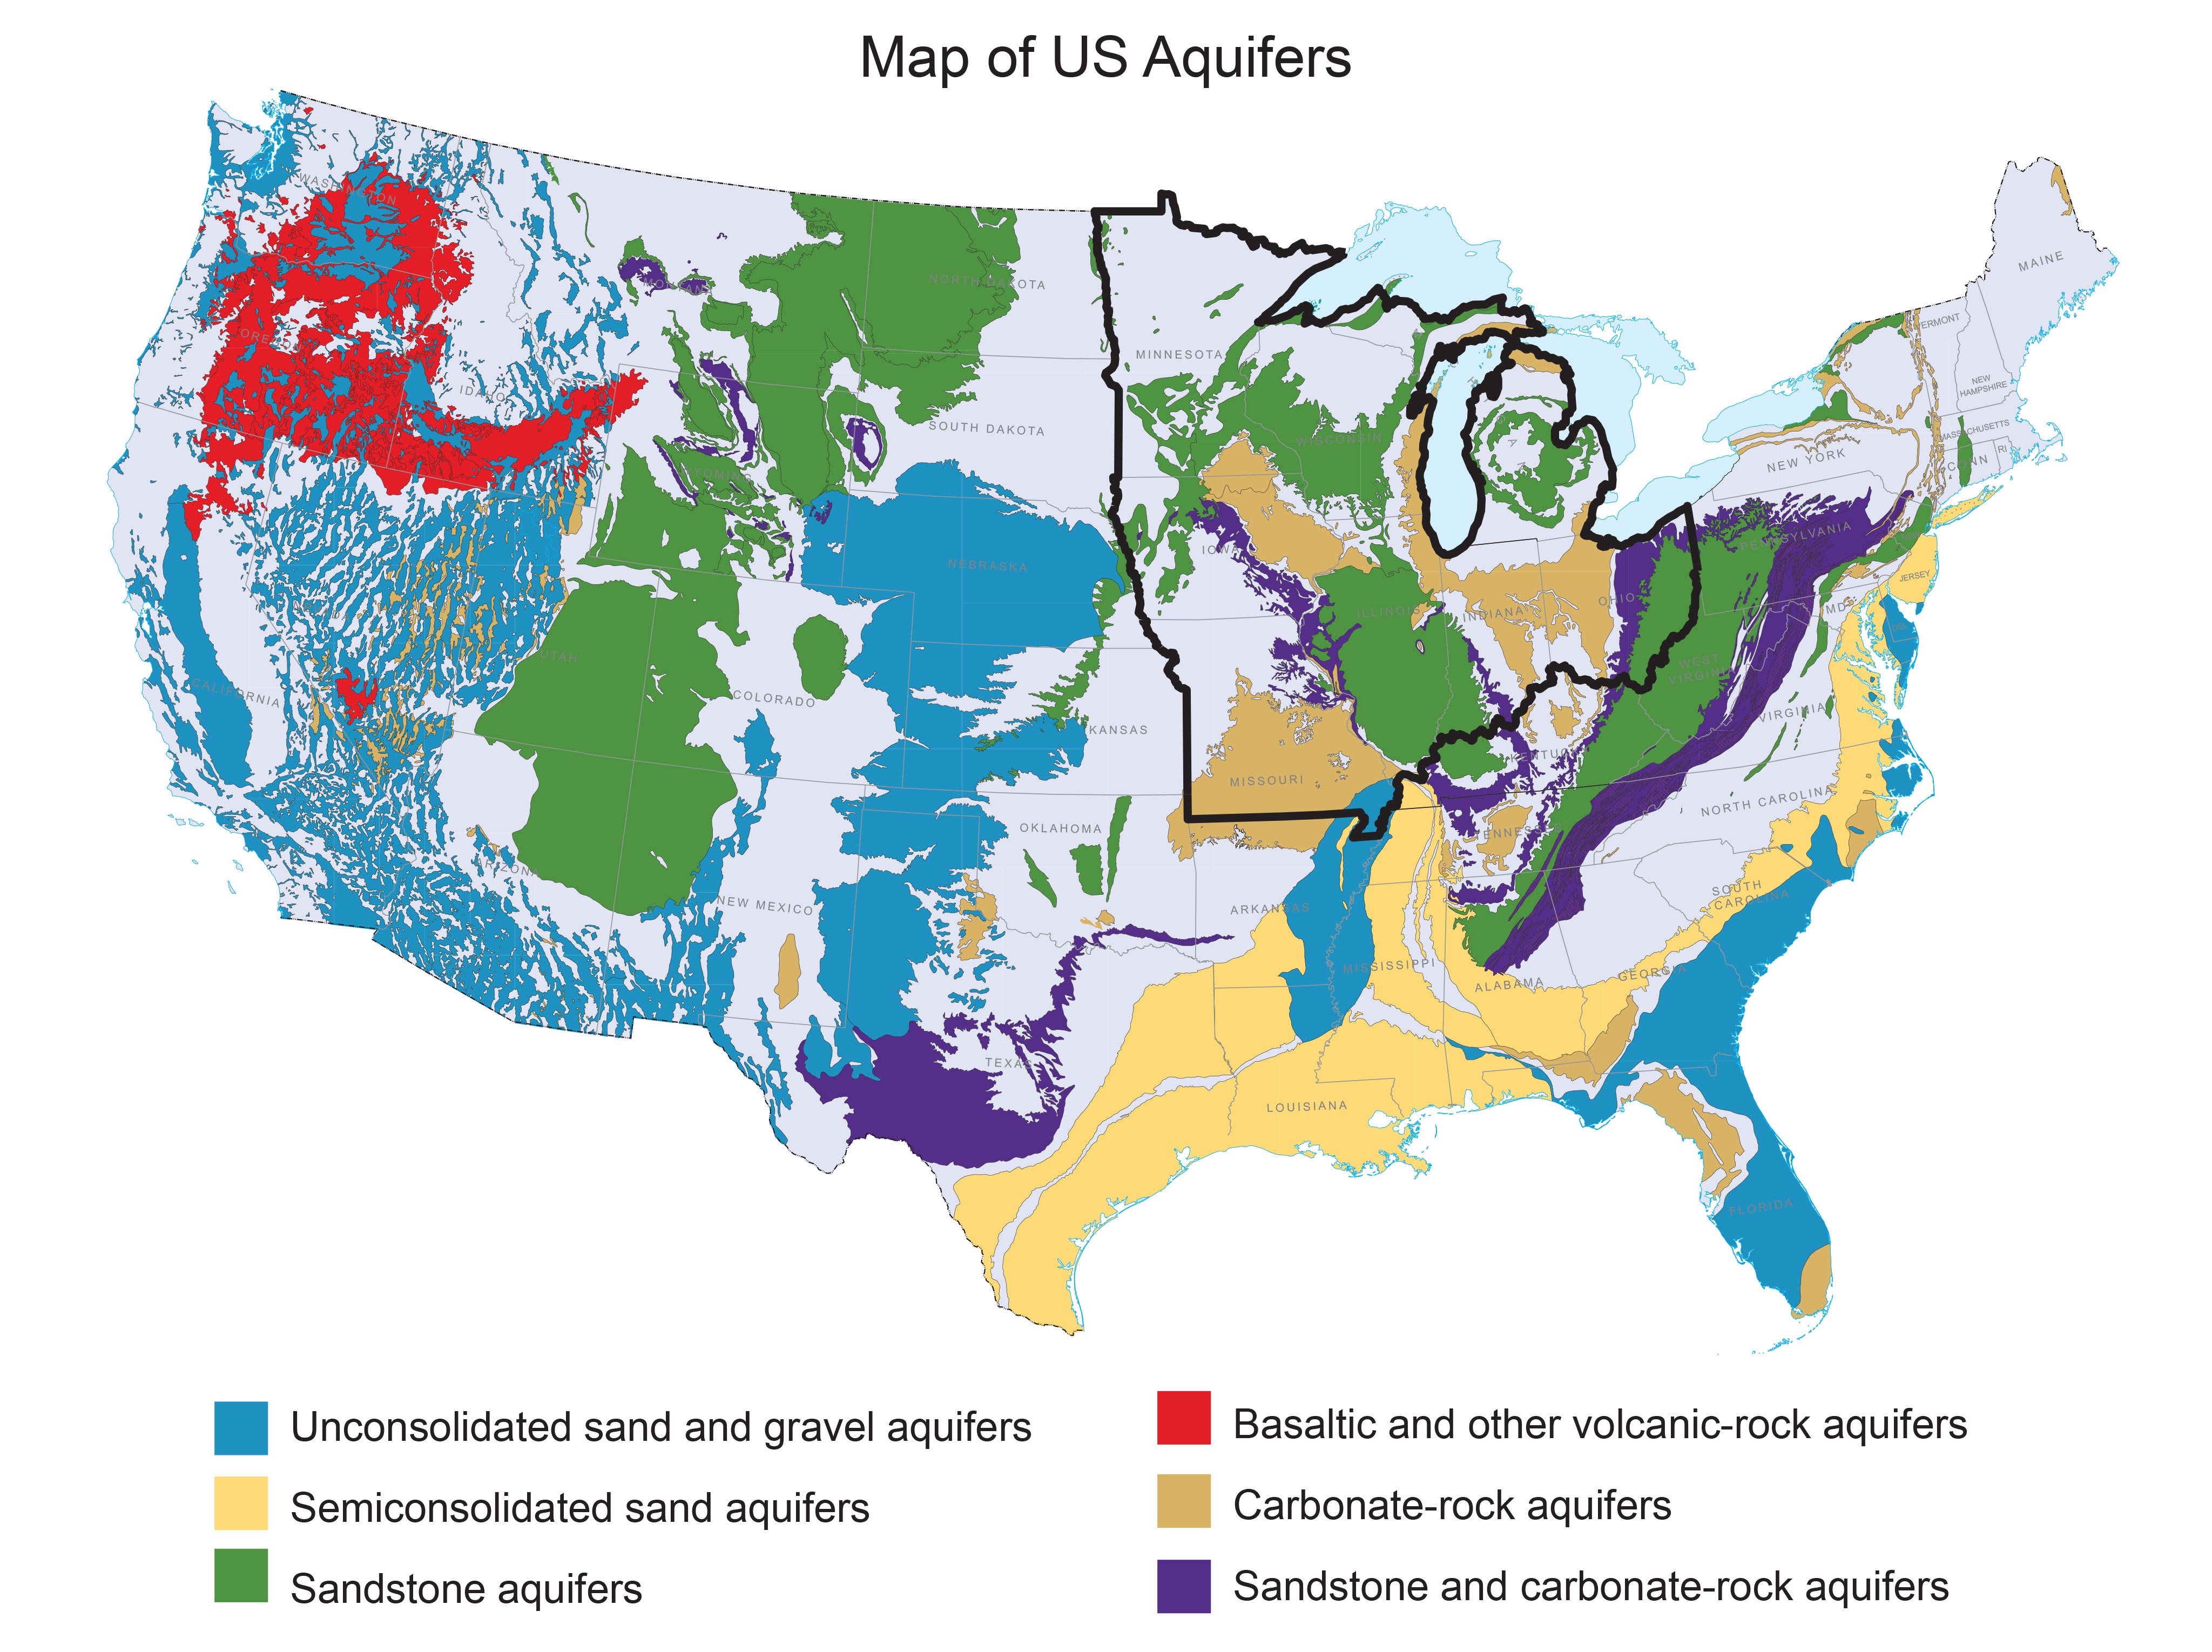 Map of US Aquifers
WASHINGTON
MONTANA
NORTH DAKOTA
MINNESOTA
MAINE
OREGON
IDAHO
SOUTH DAKOTA
WISCONSIN
VERMONT
NEW
HAMPSHIRE
MASSACHUSETTS
NEW YORK
CONN
RI
WYOMING
IOWA
NEBRASKA
PENNSYLVANIA
JERSEY
ILLINOIS
INDIANA
OHIO
MD
UTAH
WEST
VIRGINIA
CALIFORNIA
COLORADO
KANSAS
MISSOURI
KENTUCKY
VIRGINIA
OKLAHOMA
TENNESSEE
NORTH CAROLINA
ARIZONA
NEW MEXICO
ARKANSAS
SOUTH
CAROLINA
MISSISSIPPI
ALABAMA
GEORGIA
TEXAS
LOUISIANA
FLORIDA
Unconsolidated sand and gravel aquifers
Semiconsolidated sand aquifers
Sandstone aquifers
Basaltic and other volcanic-rock aquifers
Carbonate-rock aquifers
Sandstone and carbonate-rock aquifers